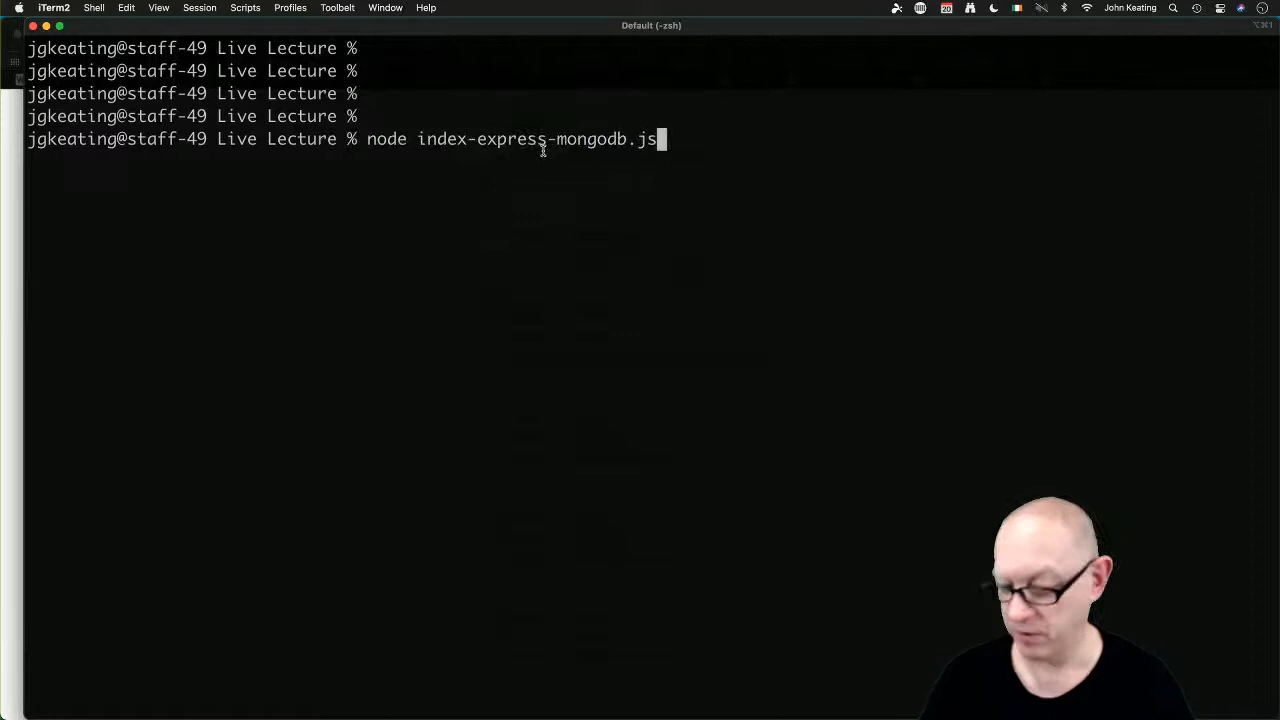 iTerm2 Shell Edit View Session Scripts Profiles Toolbelt Window Help 20 John Keating
Default (-zsh) ⌥⌘1
jgkeating@staff-49 Live Lecture %
jgkeating@staff-49 Live Lecture %
jgkeating@staff-49 Live Lecture %
jgkeating@staff-49 Live Lecture %
jgkeating@staff-49 Live Lecture % node index-express-mongodb.js